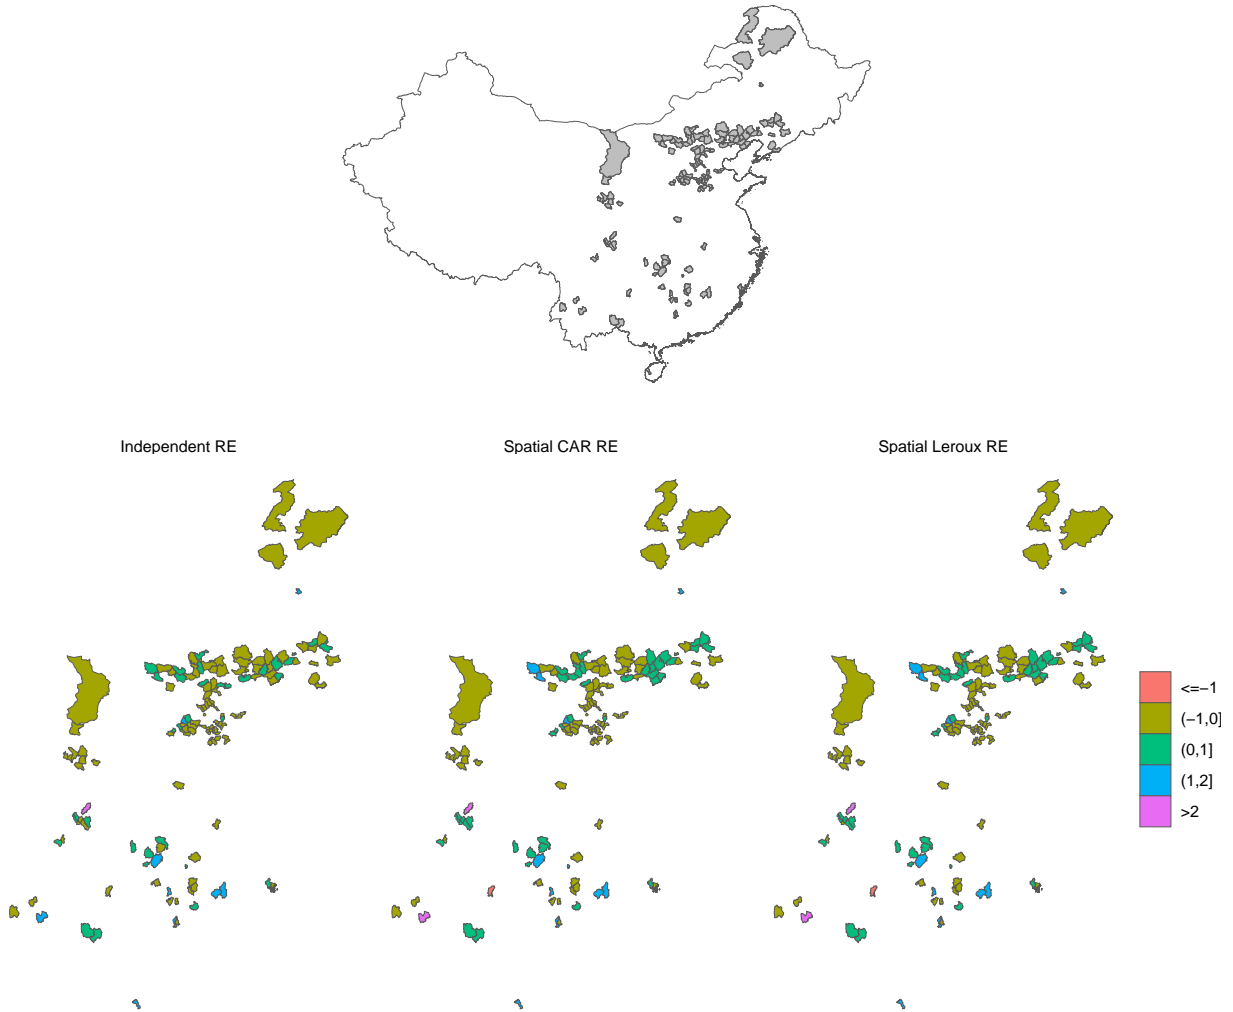 Independent RE
Spatial CAR RE
Spatial Leroux RE
<=−1
(−1,0]
(0,1]
(1,2]
>2